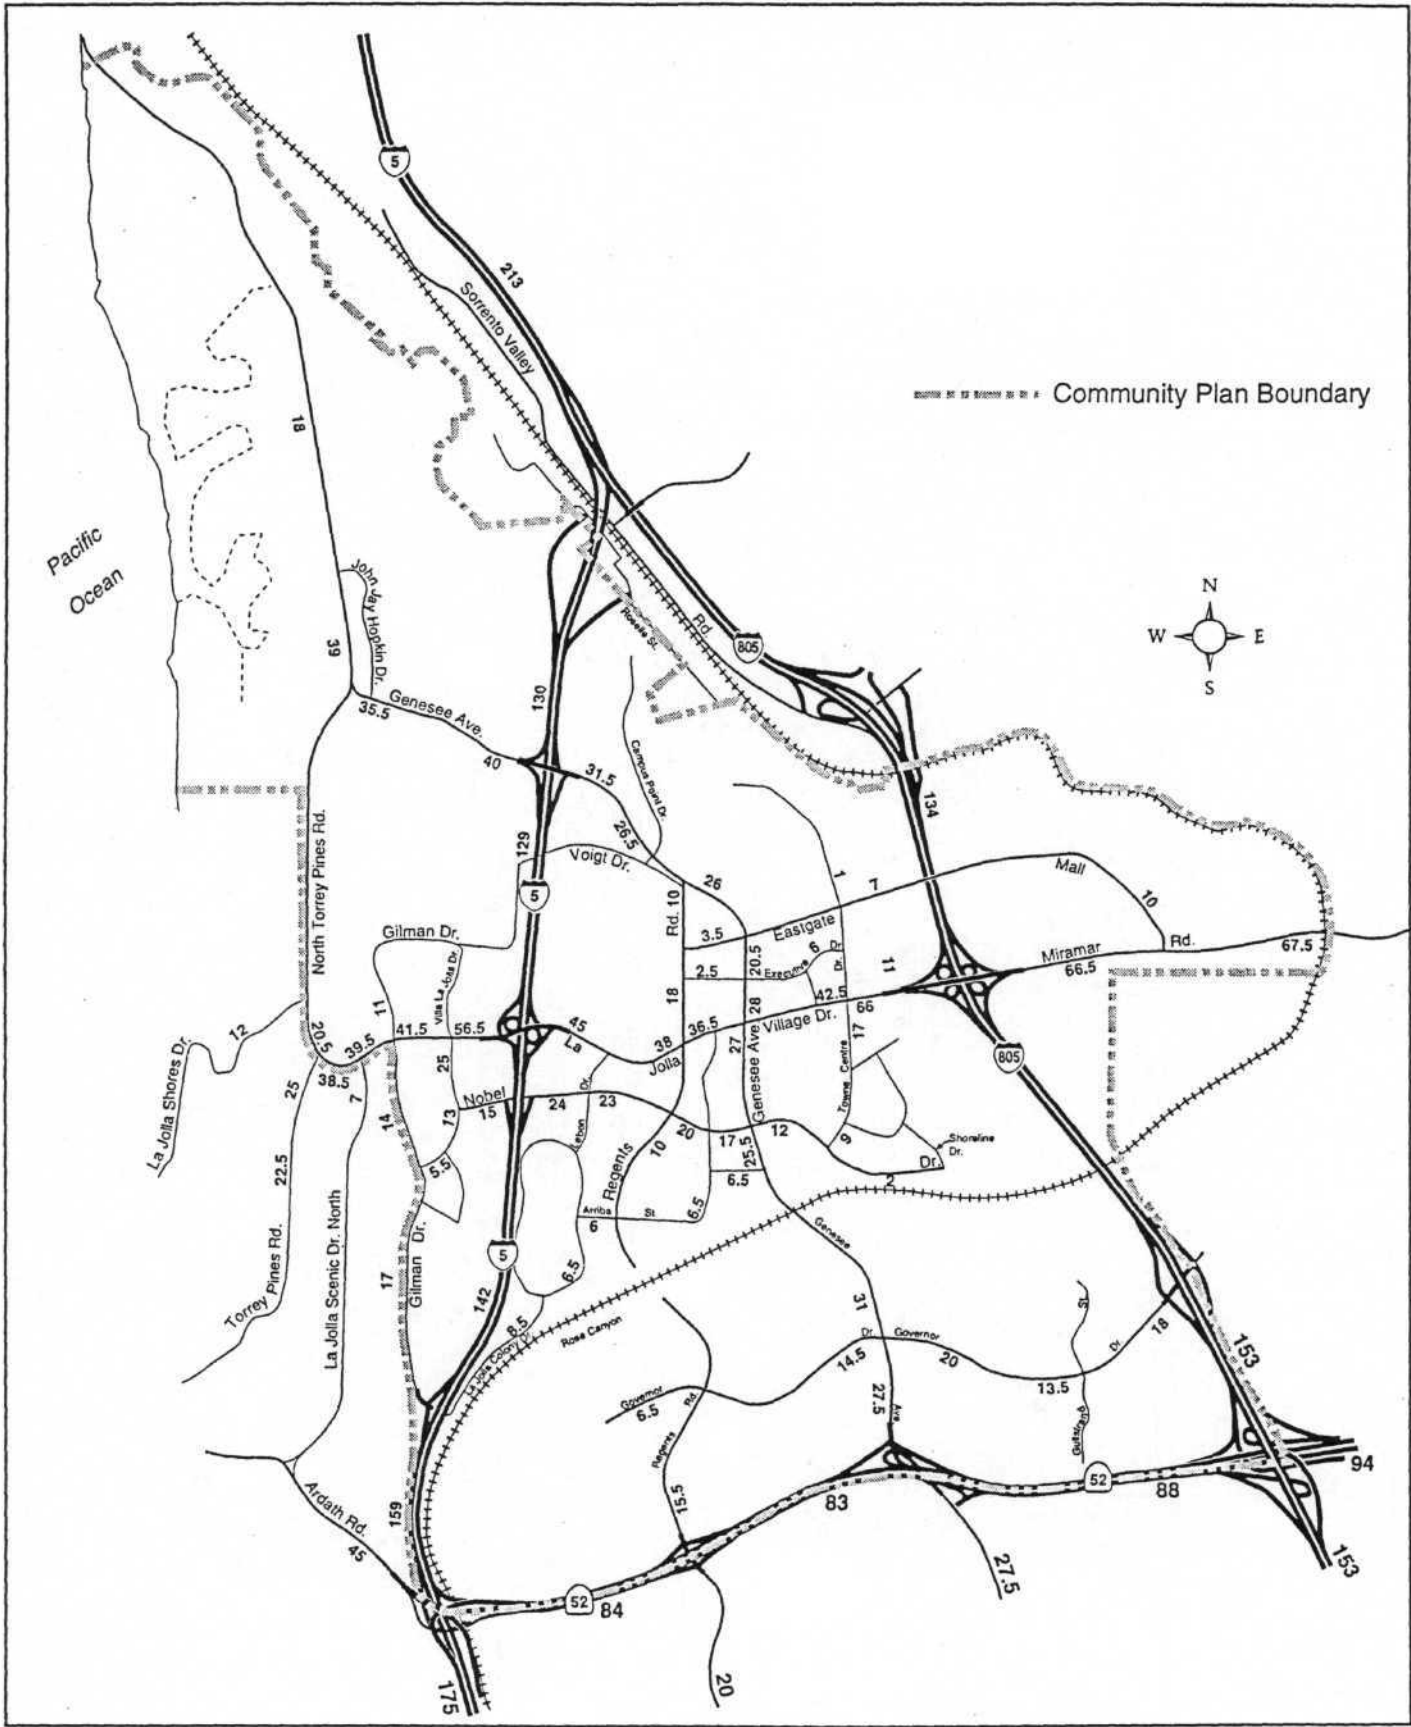 5
213
Sorrento Valley
Community Plan Boundary
18
Pacific
Ocean
John Jay Hopkin Dr.
39
Rd.
Roselle St.
805
N
W E
S
130
Genesee Ave.
35.5
40
31.5
Campus Point Dr.
134
26.5
129
Voigt Dr.
North Torrey Pines Rd.
26
1
7
Mall
10
5
Rd. 10
Gilman Dr.
3.5
Eastgate
Miramar
Rd.
67.5
66.5
Villa La Jolla Dr.
2.5
20.5
Executive
6
Dr.
Dr.
11
11
18
28
42.5
66
Village Dr.
12
20.5
39.5
41.5
56.5
45
La
38
36.5
Jolla
27
17
La Jolla Shores Dr.
38.5
25
25
7
Nobel
15
24
Dr.
23
Genesee Ave
Towne Centre
805
14
13
Lebon
20
17
12
9
Shoreline
Dr.
Dr.
2
22.5
5.5
Regents
10
25.5
6.5
Arriba St
6
6.5
Torrey Pines Rd.
La Jolla Scenic Dr. North
Gilman Dr.
17
5
142
6.5
Genesee
8.5
Rose Canyon
La Jolla Colony Dr.
31
St.
Dr.
Governor
14.5
20
13.5
Dr.
18
153
Governor
6.5
Rd.
27.5
Ave
Gullstrand
Regents
15.5
52
88
94
83
Ardath Rd.
45
159
153
27.5
52
84
20
175